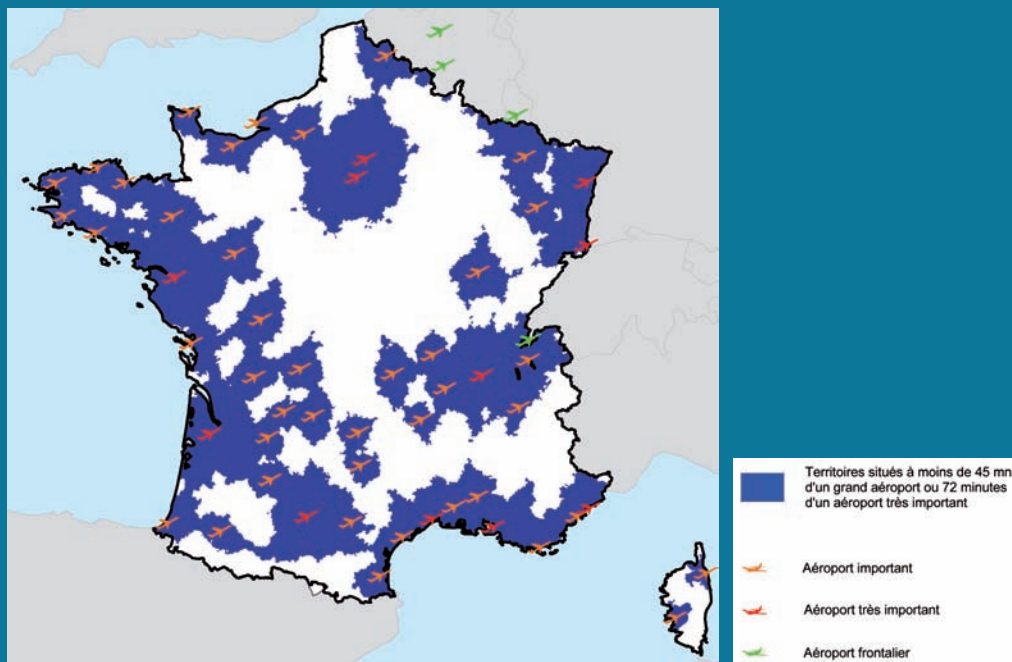 Territoires situés à moins de 45 mn
d'un grand aéroport ou 72 minutes
d'un aéroport très important
Aéroport important
Aéroport très important
Aéroport frontalier